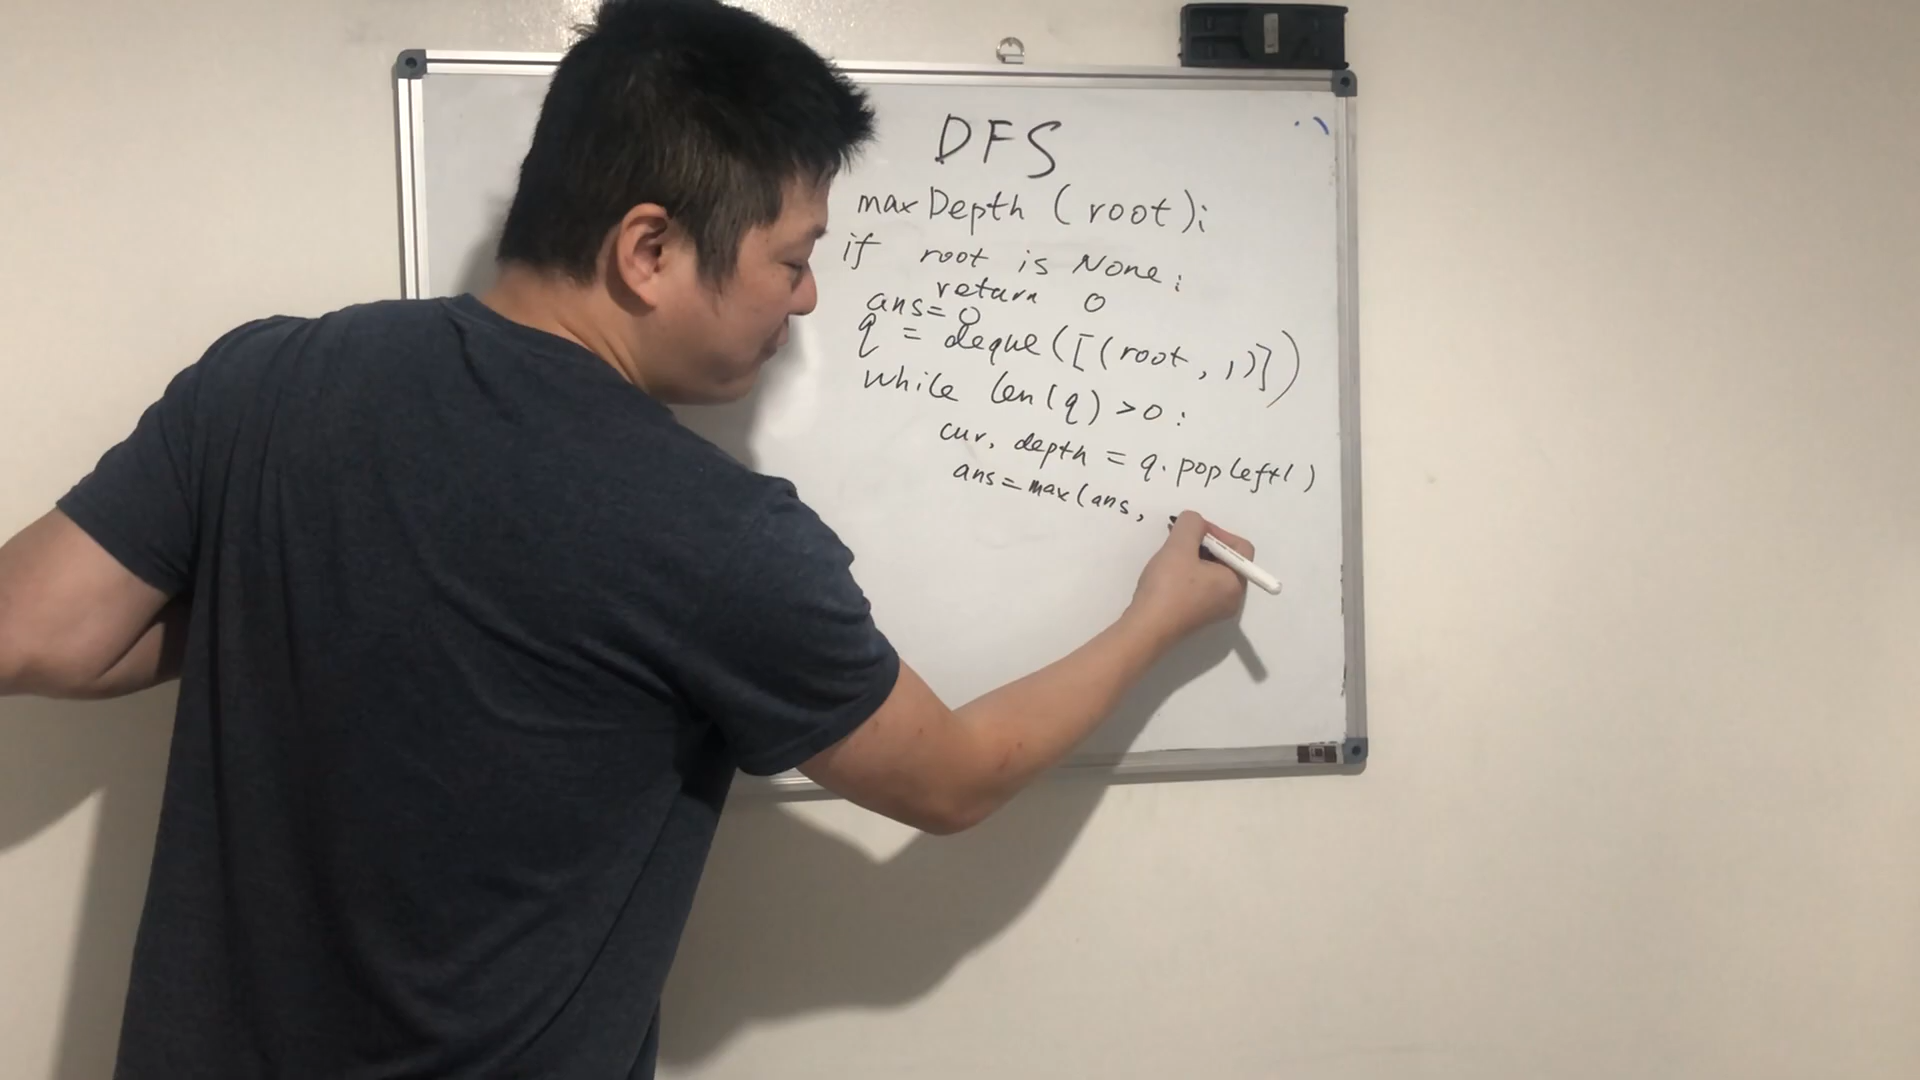 DFS
maxDepth (root):
if root is None:
return 0
ans=0
q = deque([(root, 1)])
while len(q) >0:
cur, depth = q.popleft()
ans=max(ans,